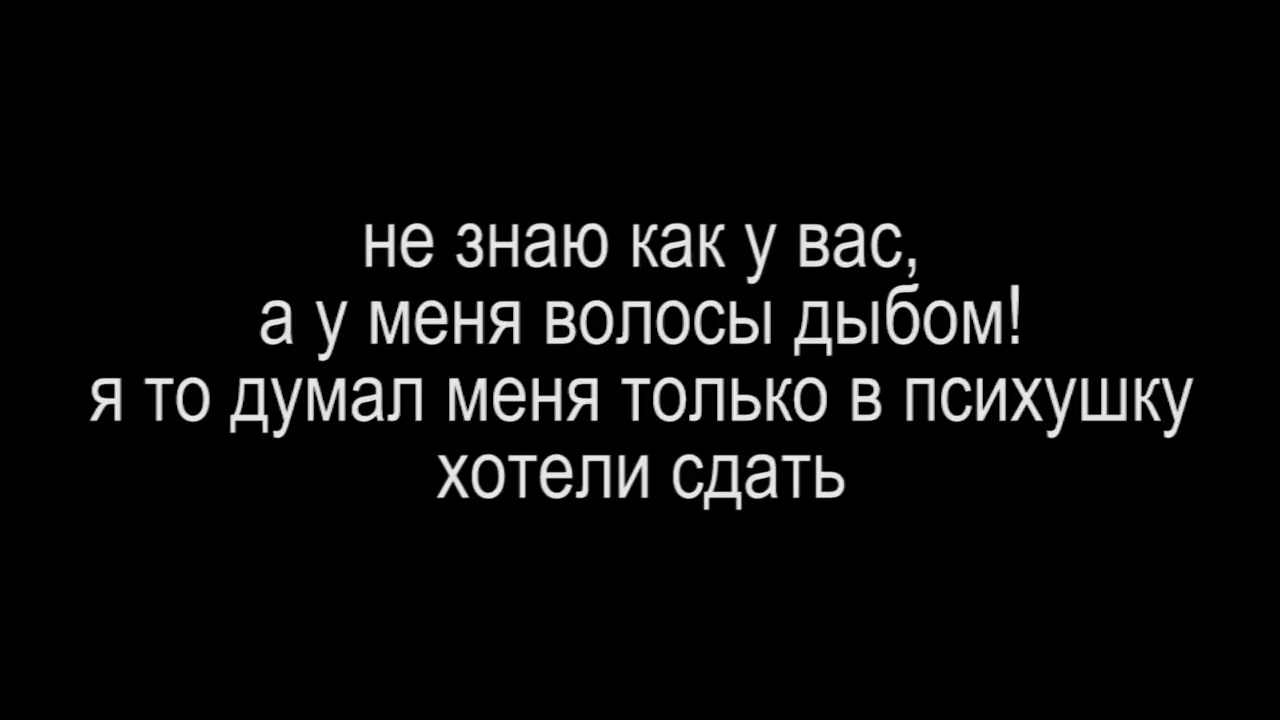 не знаю как у вас,
а у меня волосы дыбом!
я то думал меня только в психушку
хотели сдать